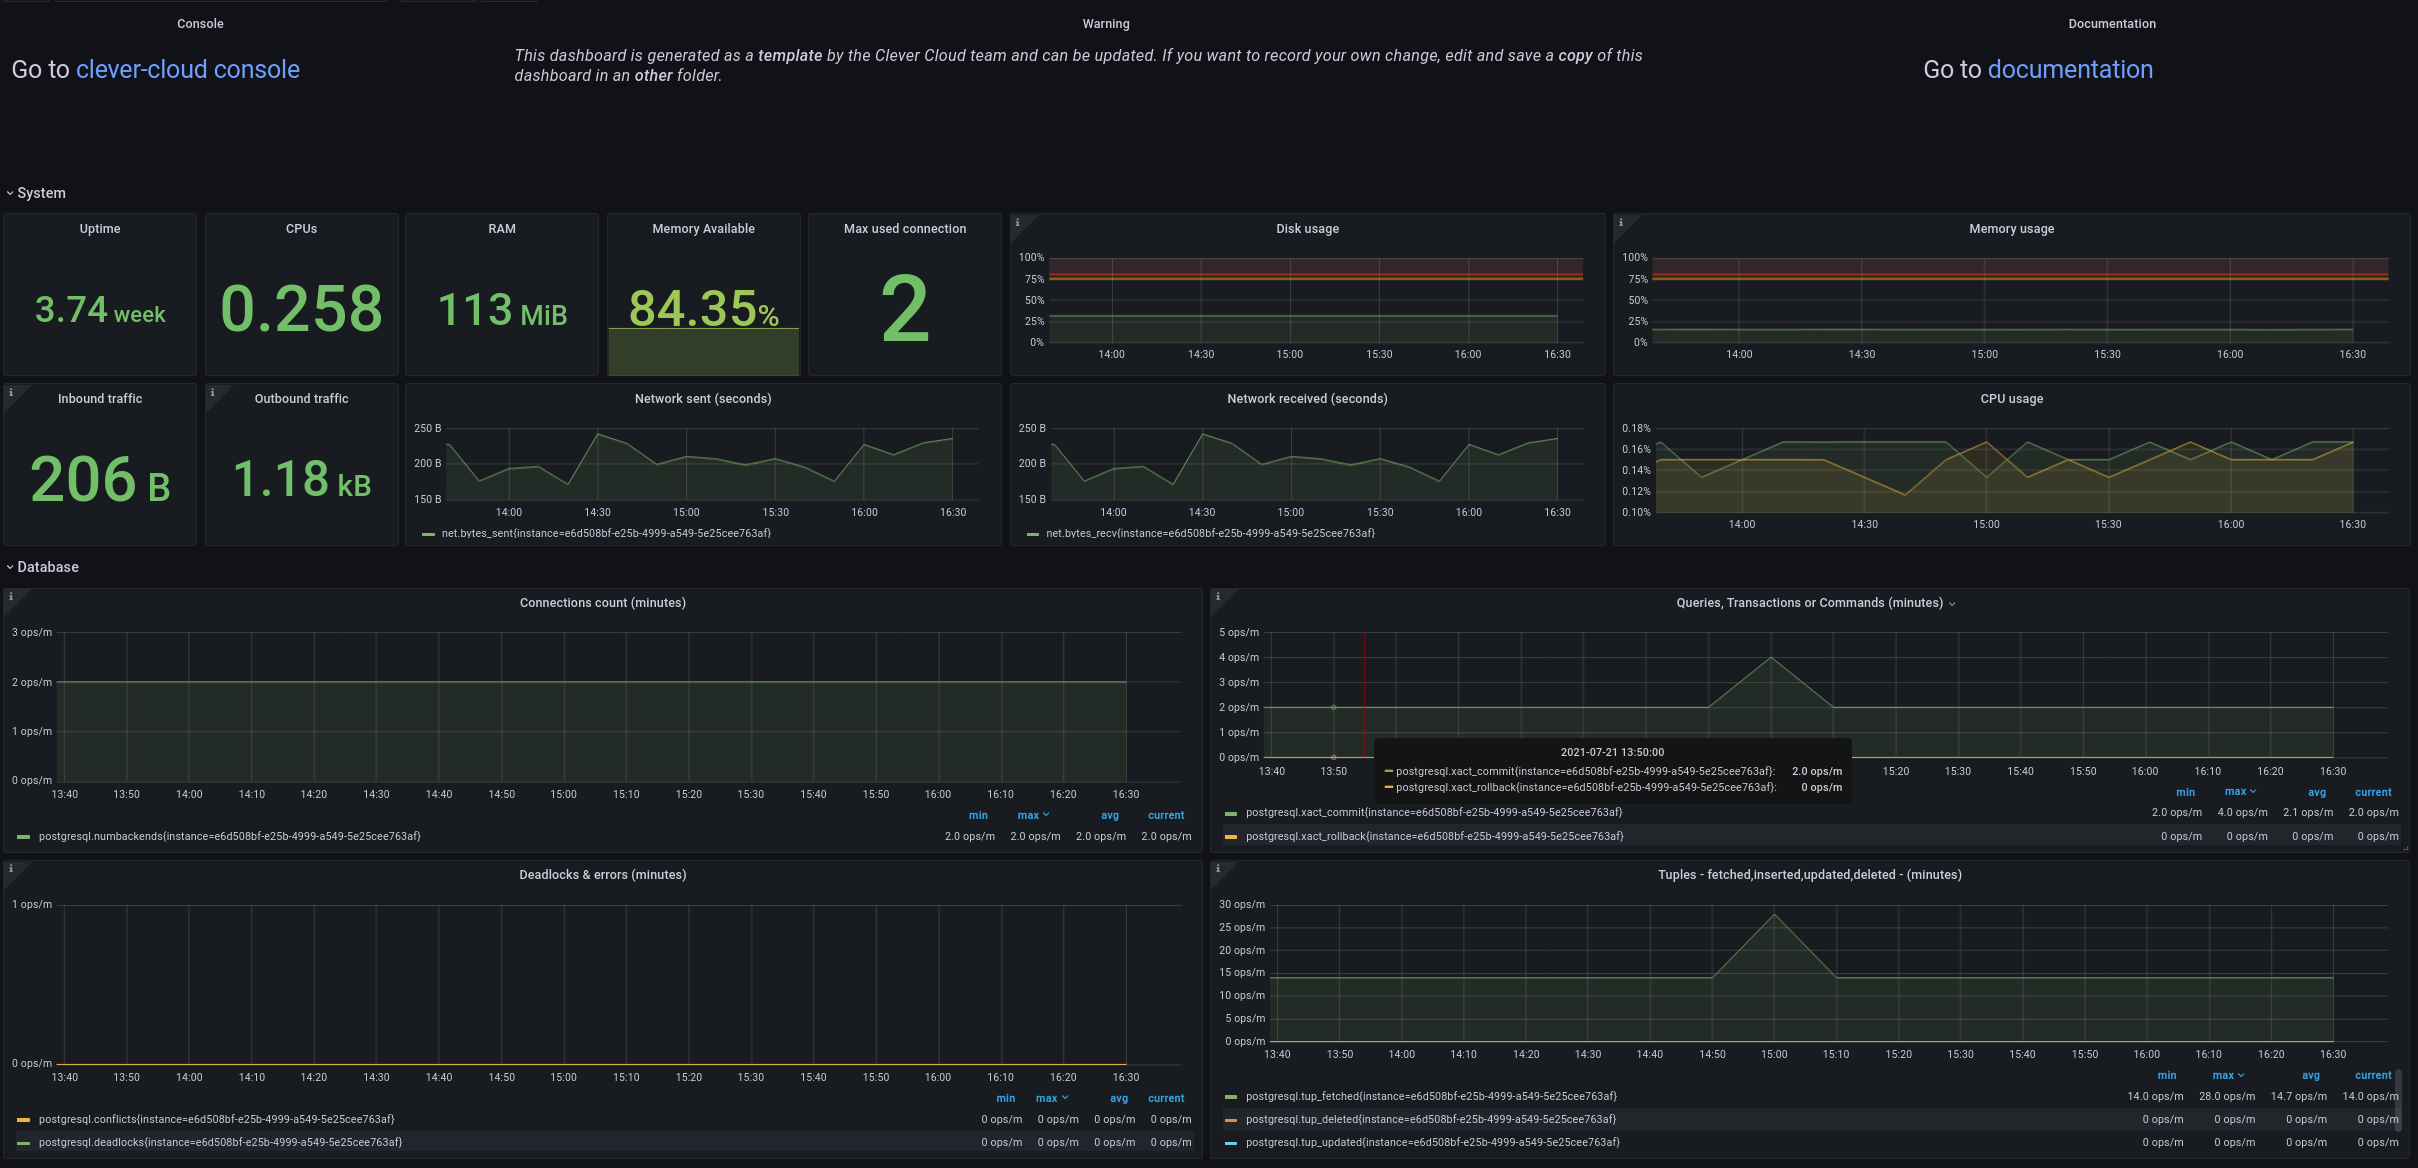 Console
Warning
Documentation
Go to clever-cloud console
This dashboard is generated as a template by the Clever Cloud team and can be updated. If you want to record your own change, edit and save a copy of this
dashboard in an other folder.
Go to documentation
System
Uptime
3.74 week
CPUs
0.258
RAM
113 MiB
Memory Available
84.35%
Max used connection
2
Disk usage
100%
75%
50%
25%
0%
14:00 14:30 15:00 15:30 16:00 16:30
Memory usage
100%
75%
50%
25%
0%
14:00 14:30 15:00 15:30 16:00 16:30
Inbound traffic
206 B
Outbound traffic
1.18 kB
Network sent (seconds)
250 B
200 B
150 B
14:00 14:30 15:00 15:30 16:00 16:30
net.bytes_sent{instance=e6d508bf-e25b-4999-a549-5e25cee763af}
Network received (seconds)
250 B
200 B
150 B
14:00 14:30 15:00 15:30 16:00 16:30
net.bytes_recv{instance=e6d508bf-e25b-4999-a549-5e25cee763af}
CPU usage
0.18%
0.16%
0.14%
0.12%
0.10%
14:00 14:30 15:00 15:30 16:00 16:30
Database
Connections count (minutes)
3 ops/m
2 ops/m
1 ops/m
0 ops/m
13:40 13:50 14:00 14:10 14:20 14:30 14:40 14:50 15:00 15:10 15:20 15:30 15:40 15:50 16:00 16:10 16:20 16:30
min max avg current
postgresql.numbackends{instance=e6d508bf-e25b-4999-a549-5e25cee763af} 2.0 ops/m 2.0 ops/m 2.0 ops/m 2.0 ops/m
Queries, Transactions or Commands (minutes)
5 ops/m
4 ops/m
3 ops/m
2 ops/m
1 ops/m
0 ops/m
13:40 13:50 15:20 15:30 15:40 15:50 16:00 16:10 16:20 16:30
2021-07-21 13:50:00
postgresql.xact_commit{instance=e6d508bf-e25b-4999-a549-5e25cee763af}: 2.0 ops/m
postgresql.xact_rollback{instance=e6d508bf-e25b-4999-a549-5e25cee763af}: 0 ops/m
min max avg current
postgresql.xact_commit{instance=e6d508bf-e25b-4999-a549-5e25cee763af} 2.0 ops/m 4.0 ops/m 2.1 ops/m 2.0 ops/m
postgresql.xact_rollback{instance=e6d508bf-e25b-4999-a549-5e25cee763af} 0 ops/m 0 ops/m 0 ops/m 0 ops/m
Deadlocks & errors (minutes)
1 ops/m
0 ops/m
13:40 13:50 14:00 14:10 14:20 14:30 14:40 14:50 15:00 15:10 15:20 15:30 15:40 15:50 16:00 16:10 16:20 16:30
min max avg current
postgresql.conflicts{instance=e6d508bf-e25b-4999-a549-5e25cee763af} 0 ops/m 0 ops/m 0 ops/m 0 ops/m
postgresql.deadlocks{instance=e6d508bf-e25b-4999-a549-5e25cee763af} 0 ops/m 0 ops/m 0 ops/m 0 ops/m
Tuples - fetched,inserted,updated,deleted - (minutes)
30 ops/m
25 ops/m
20 ops/m
15 ops/m
10 ops/m
5 ops/m
0 ops/m
13:40 13:50 14:00 14:10 14:20 14:30 14:40 14:50 15:00 15:10 15:20 15:30 15:40 15:50 16:00 16:10 16:20 16:30
min max avg current
postgresql.tup_fetched{instance=e6d508bf-e25b-4999-a549-5e25cee763af} 14.0 ops/m 28.0 ops/m 14.7 ops/m 14.0 ops/m
postgresql.tup_deleted{instance=e6d508bf-e25b-4999-a549-5e25cee763af} 0 ops/m 0 ops/m 0 ops/m 0 ops/m
postgresql.tup_updated{instance=e6d508bf-e25b-4999-a549-5e25cee763af} 0 ops/m 0 ops/m 0 ops/m 0 ops/m